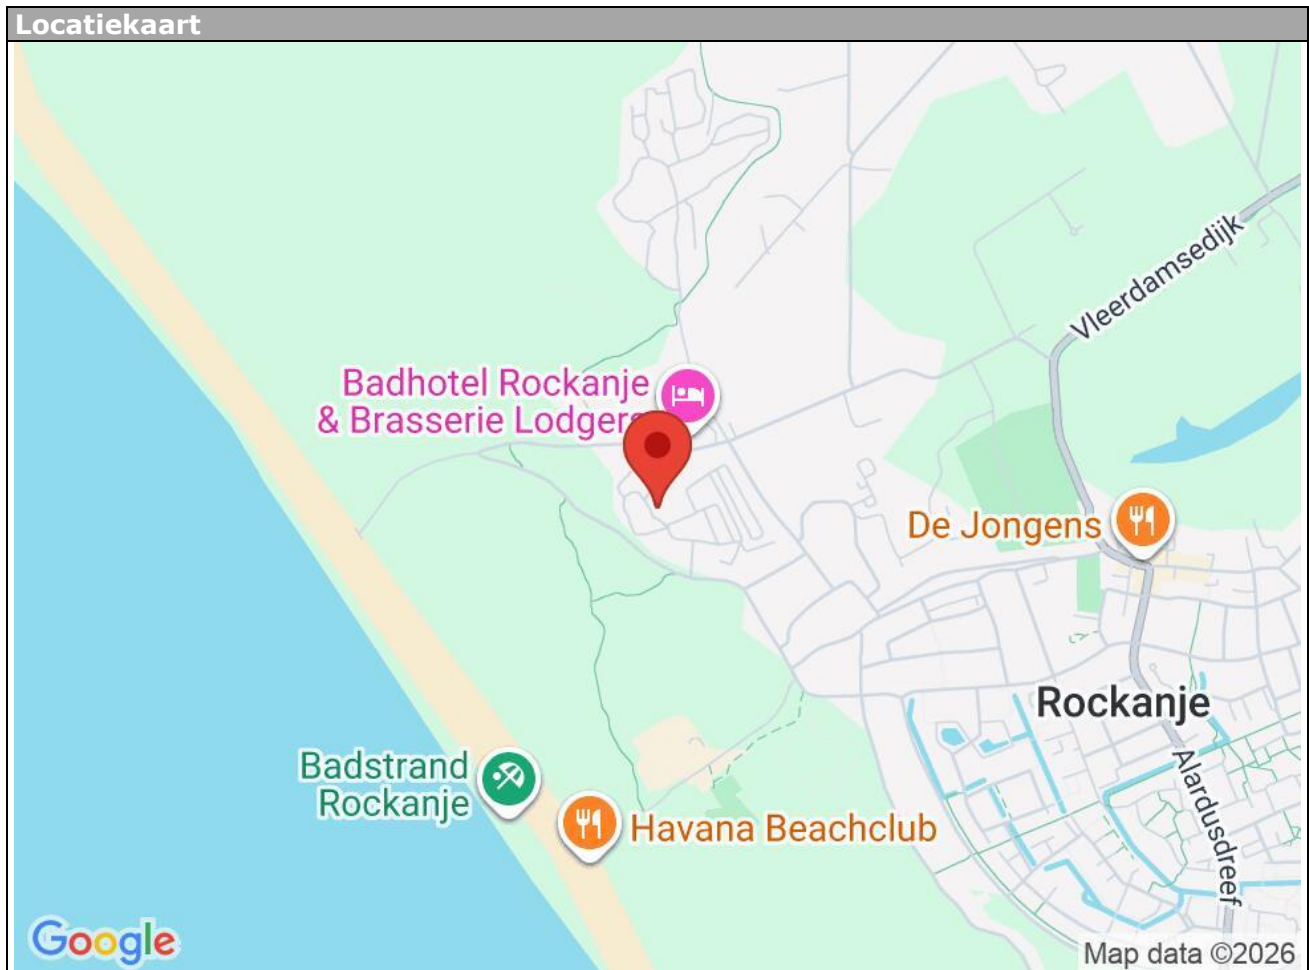 Locatiekaart
Vleerdamsedijk
Badhotel Rockanje
& Brasserie Lodgers
De Jongens
Rockanje
Badstrand
Rockanje
Alardusdreef
Havana Beachclub
Google
Map data ©2026